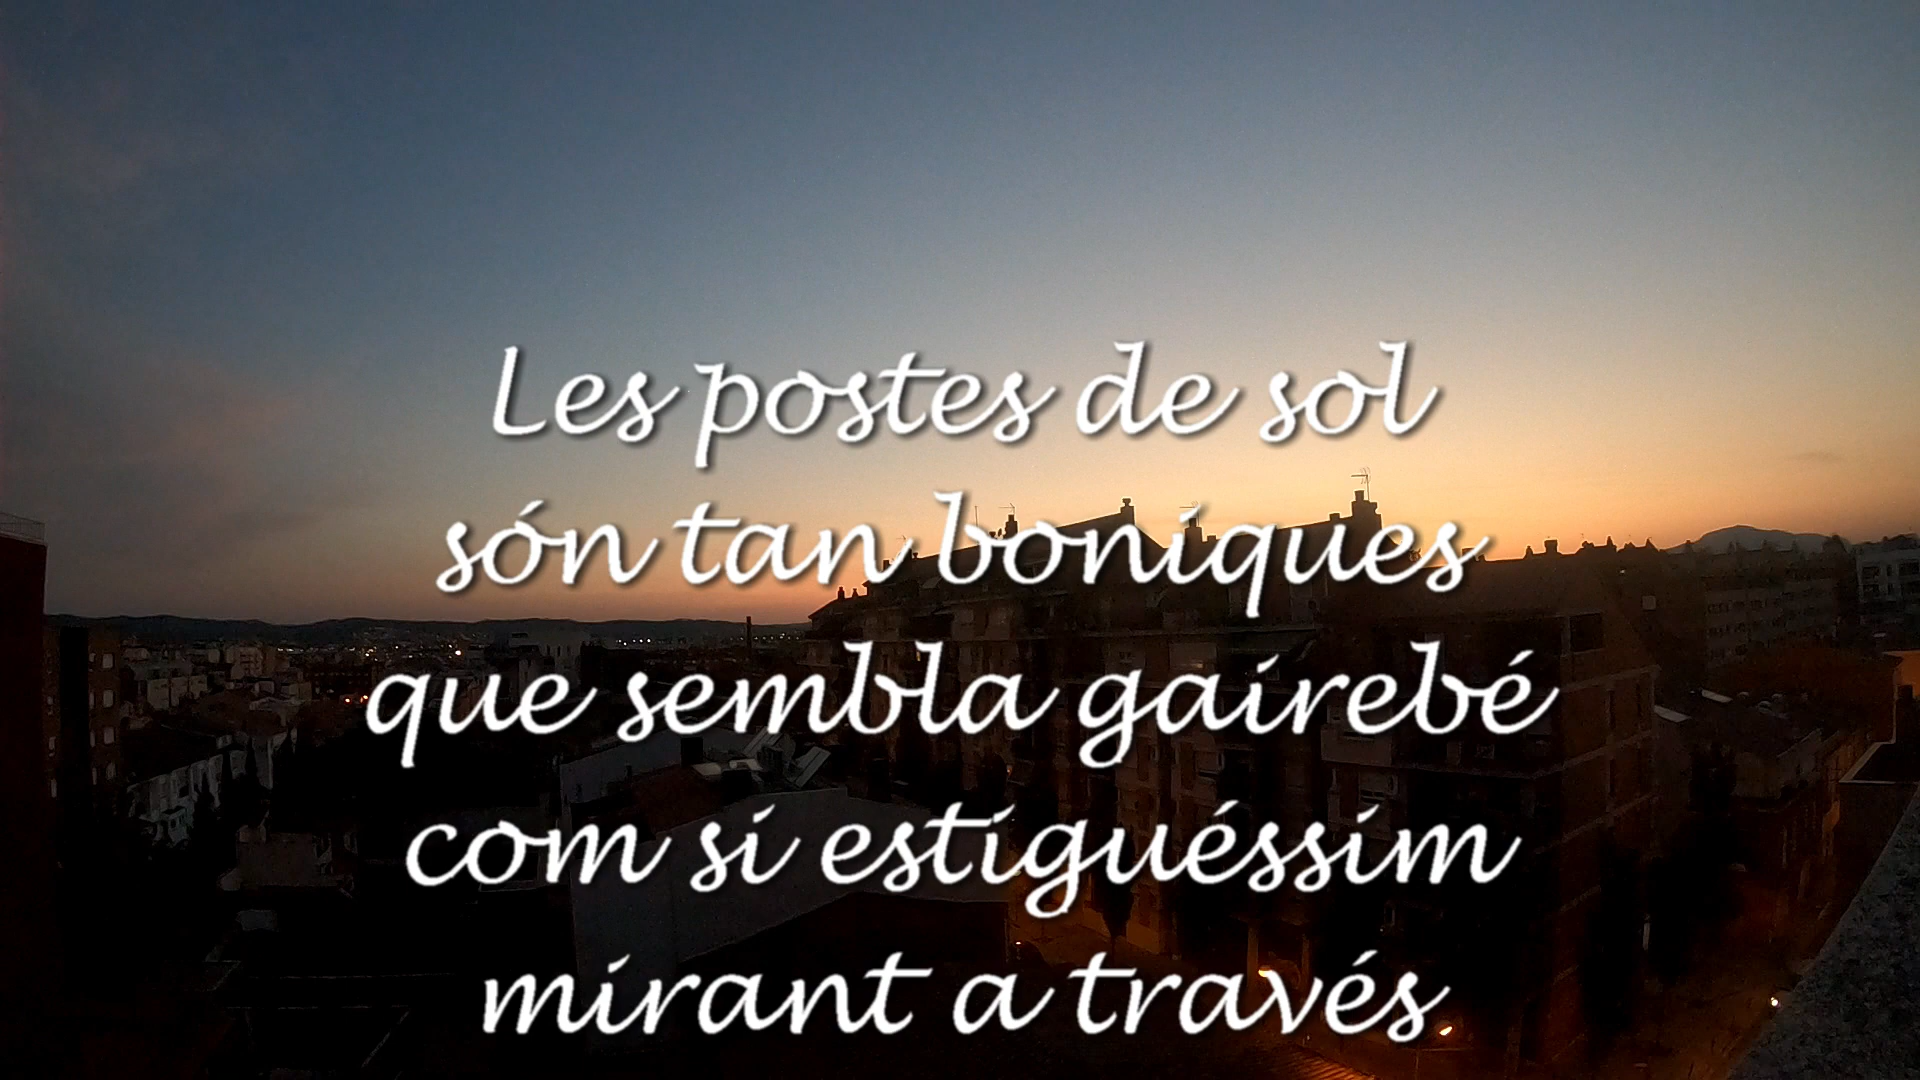 Les postes de sol
són tan boniques
que sembla gairebé
com si estiguéssim
mirant a través